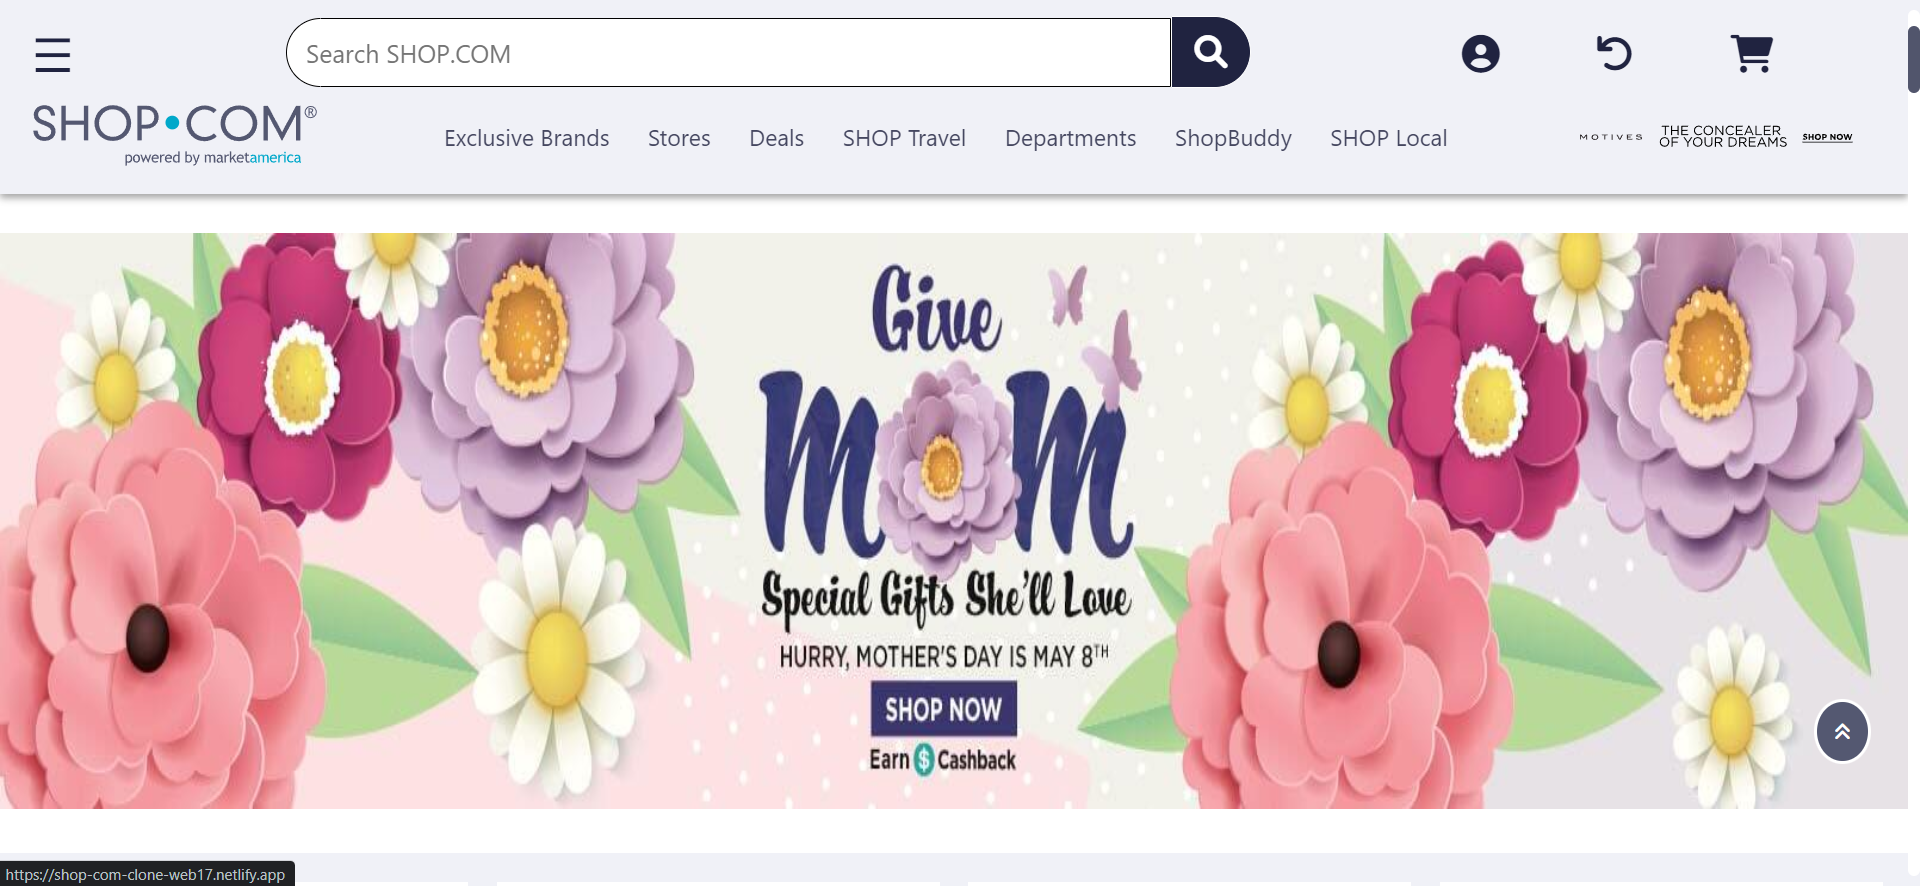 Search SHOP.COM
SHOP•COM®
powered by marketamerica
Exclusive Brands
Stores
Deals
SHOP Travel
Departments
ShopBuddy
SHOP Local
MOTIVES
THE CONCEALER
OF YOUR DREAMS
SHOP NOW
Give
mom
Special Gifts She'll Love
HURRY, MOTHER'S DAY IS MAY 8TH
SHOP NOW
Earn $ Cashback
https://shop-com-clone-web17.netlify.app